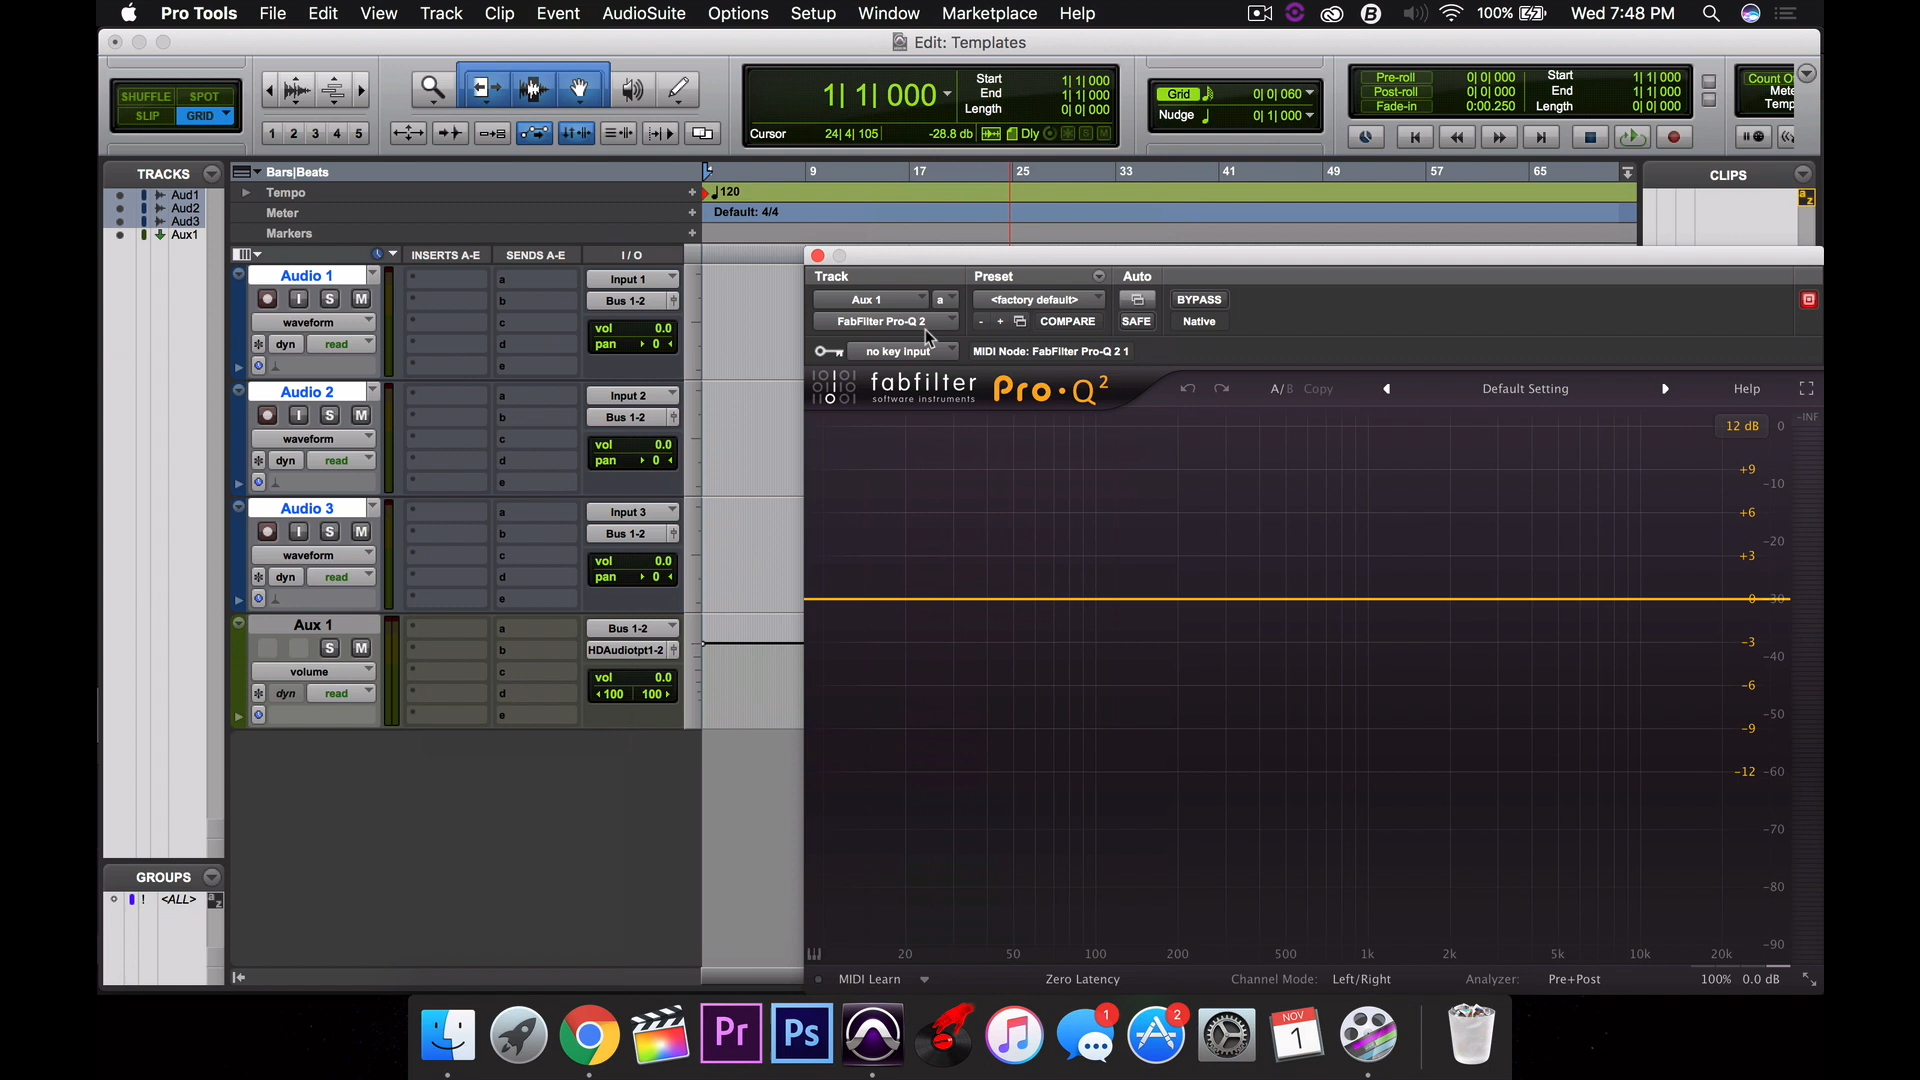 Pro Tools File Edit View Track Clip Event AudioSuite Options Setup Window Marketplace Help 100% Wed 7:48 PM
Edit: Templates
SHUFFLE SPOT
SLIP GRID
1 2 3 4 5
1| 1| 000
Start 1| 1| 000
End 1| 1| 000
Length 0| 0| 000
Cursor 24| 4| 105 -28.8 db Dly S M
Grid 0| 0| 060
Nudge 0| 1| 000
Pre-roll 0| 0| 000 Start 1| 1| 000
Post-roll 0| 0| 000 End 1| 1| 000
Fade-in 0:00.250 Length 0| 0| 000
Count O
Mete
Temp
TRACKS
Aud1
Aud2
Aud3
Aux1
Bars|Beats 9 17 25 33 41 49 57 65
Tempo 120
Meter Default: 4/4
Markers
CLIPS
a z
INSERTS A-E SENDS A-E I / O
Audio 1 a Input 1
I S M b Bus 1-2
waveform c vol 0.0
dyn read d pan 0
e
Audio 2 a Input 2
I S M b Bus 1-2
waveform c vol 0.0
dyn read d pan 0
e
Audio 3 a Input 3
I S M b Bus 1-2
waveform c vol 0.0
dyn read d pan 0
e
Aux 1 a Bus 1-2
S M b HDAudiotpt1-2
volume c vol 0.0
dyn read d 100 100
e
GROUPS
! <ALL> a z
Track Preset Auto
Aux 1 a <factory default> BYPASS
FabFilter Pro-Q 2 - + COMPARE SAFE Native
no key input MIDI Node: FabFilter Pro-Q 2 1
fabfilter Pro·Q2 A/B Copy Default Setting Help
software instruments
-INF
12 dB 0
+9
-10
+6
-20
+3
0 -30
-3
-40
-6
-50
-9
-12 -60
-70
-80
-90
20 50 100 200 500 1k 2k 5k 10k 20k
MIDI Learn Zero Latency Channel Mode: Left/Right Analyzer: Pre+Post 100% 0.0 dB
Pr Ps 1 2 NOV 1